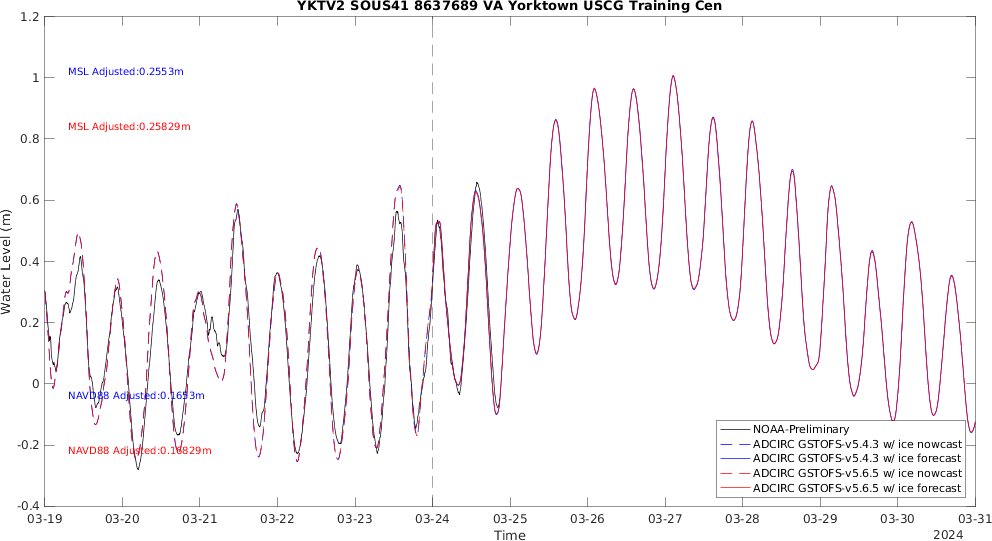 YKTV2 SOUS41 8637689 VA Yorktown USCG Training Cen
1.2
1
0.8
0.6
0.4
0.2
0
-0.2
-0.4
Water Level (m)
MSL Adjusted:0.2553m
MSL Adjusted:0.25829m
NAVD88 Adjusted:0.1653m
NAVD88 Adjusted:0.16829m
NOAA-Preliminary
ADCIRC GSTOFS-v5.4.3 w/ ice nowcast
ADCIRC GSTOFS-v5.4.3 w/ ice forecast
ADCIRC GSTOFS-v5.6.5 w/ ice nowcast
ADCIRC GSTOFS-v5.6.5 w/ ice forecast
03-19 03-20 03-21 03-22 03-23 03-24 03-25 03-26 03-27 03-28 03-29 03-30 03-31
Time
2024